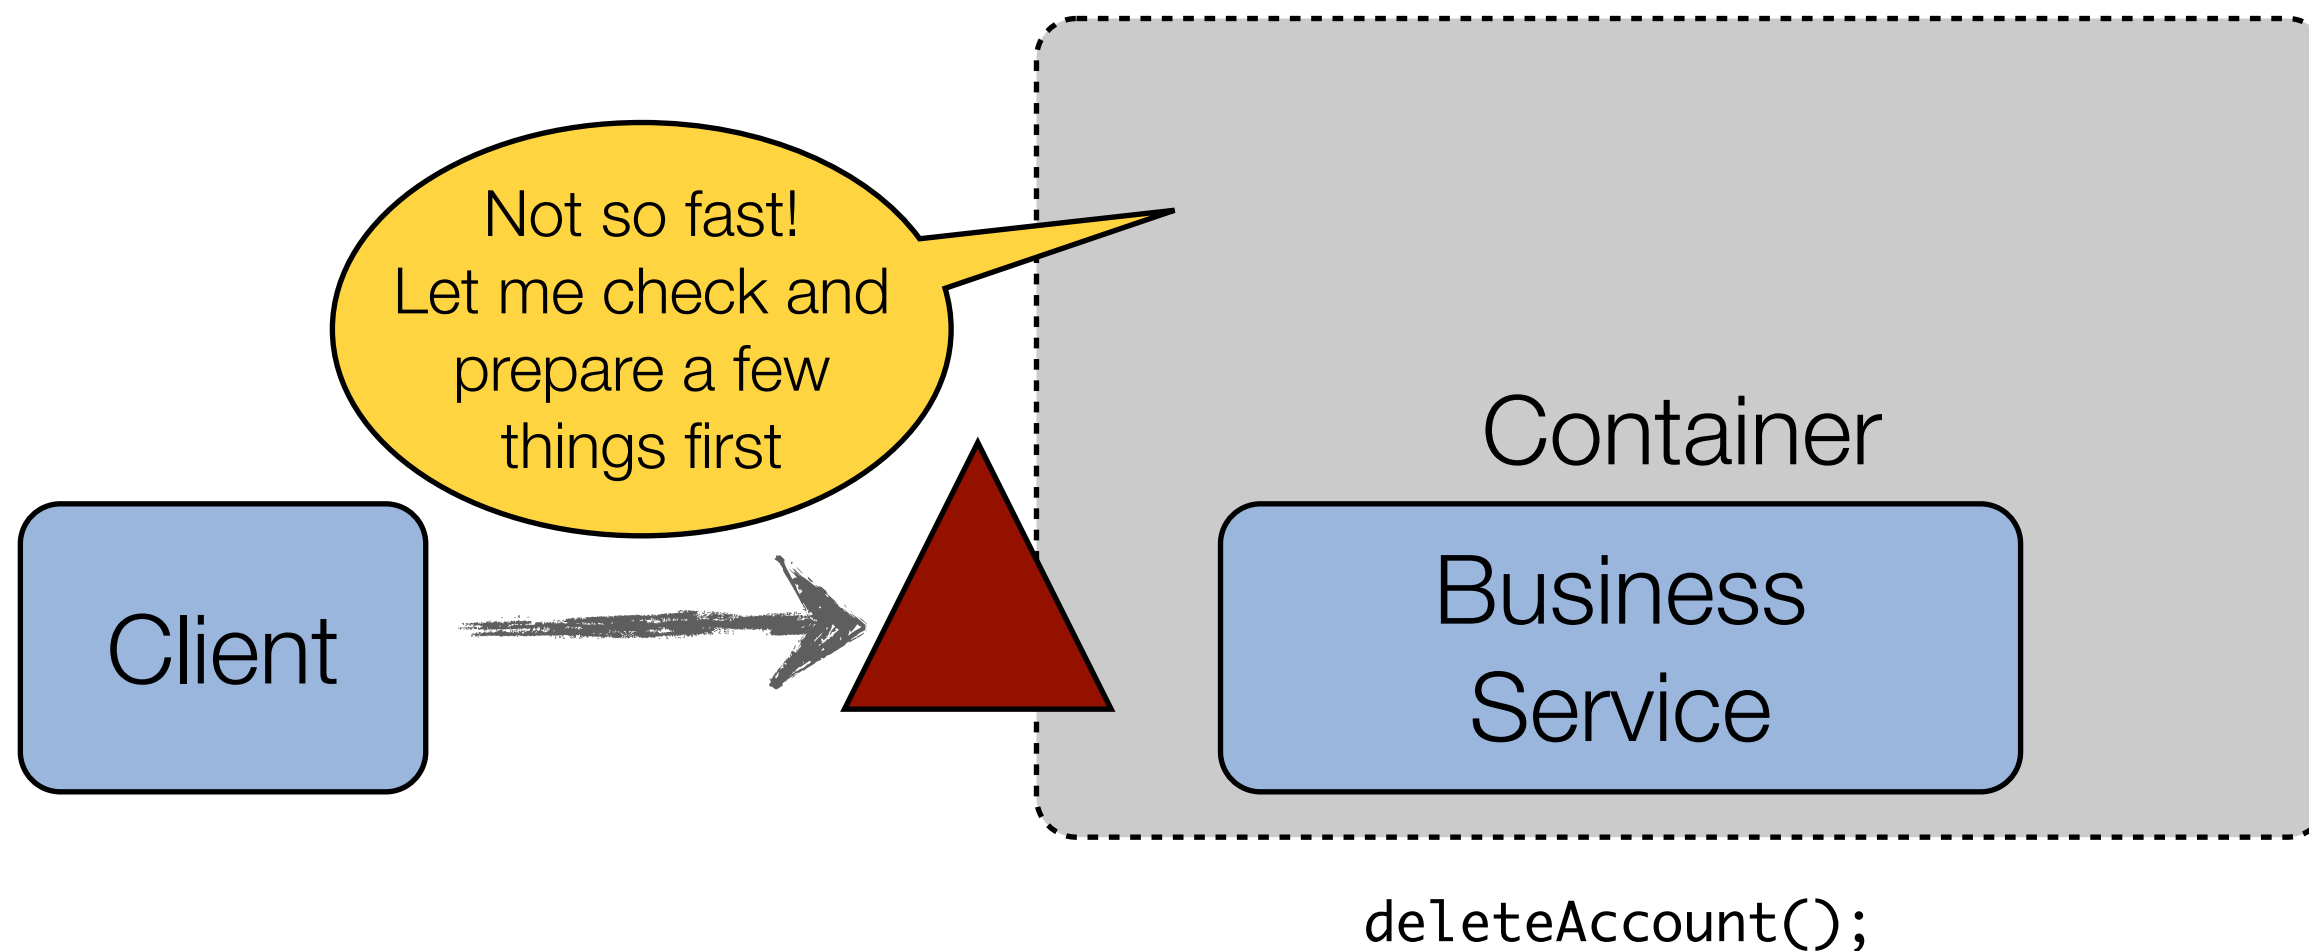 Not so fast!
Let me check and
prepare a few
things first
Container
Client
Business
Service
deleteAccount();